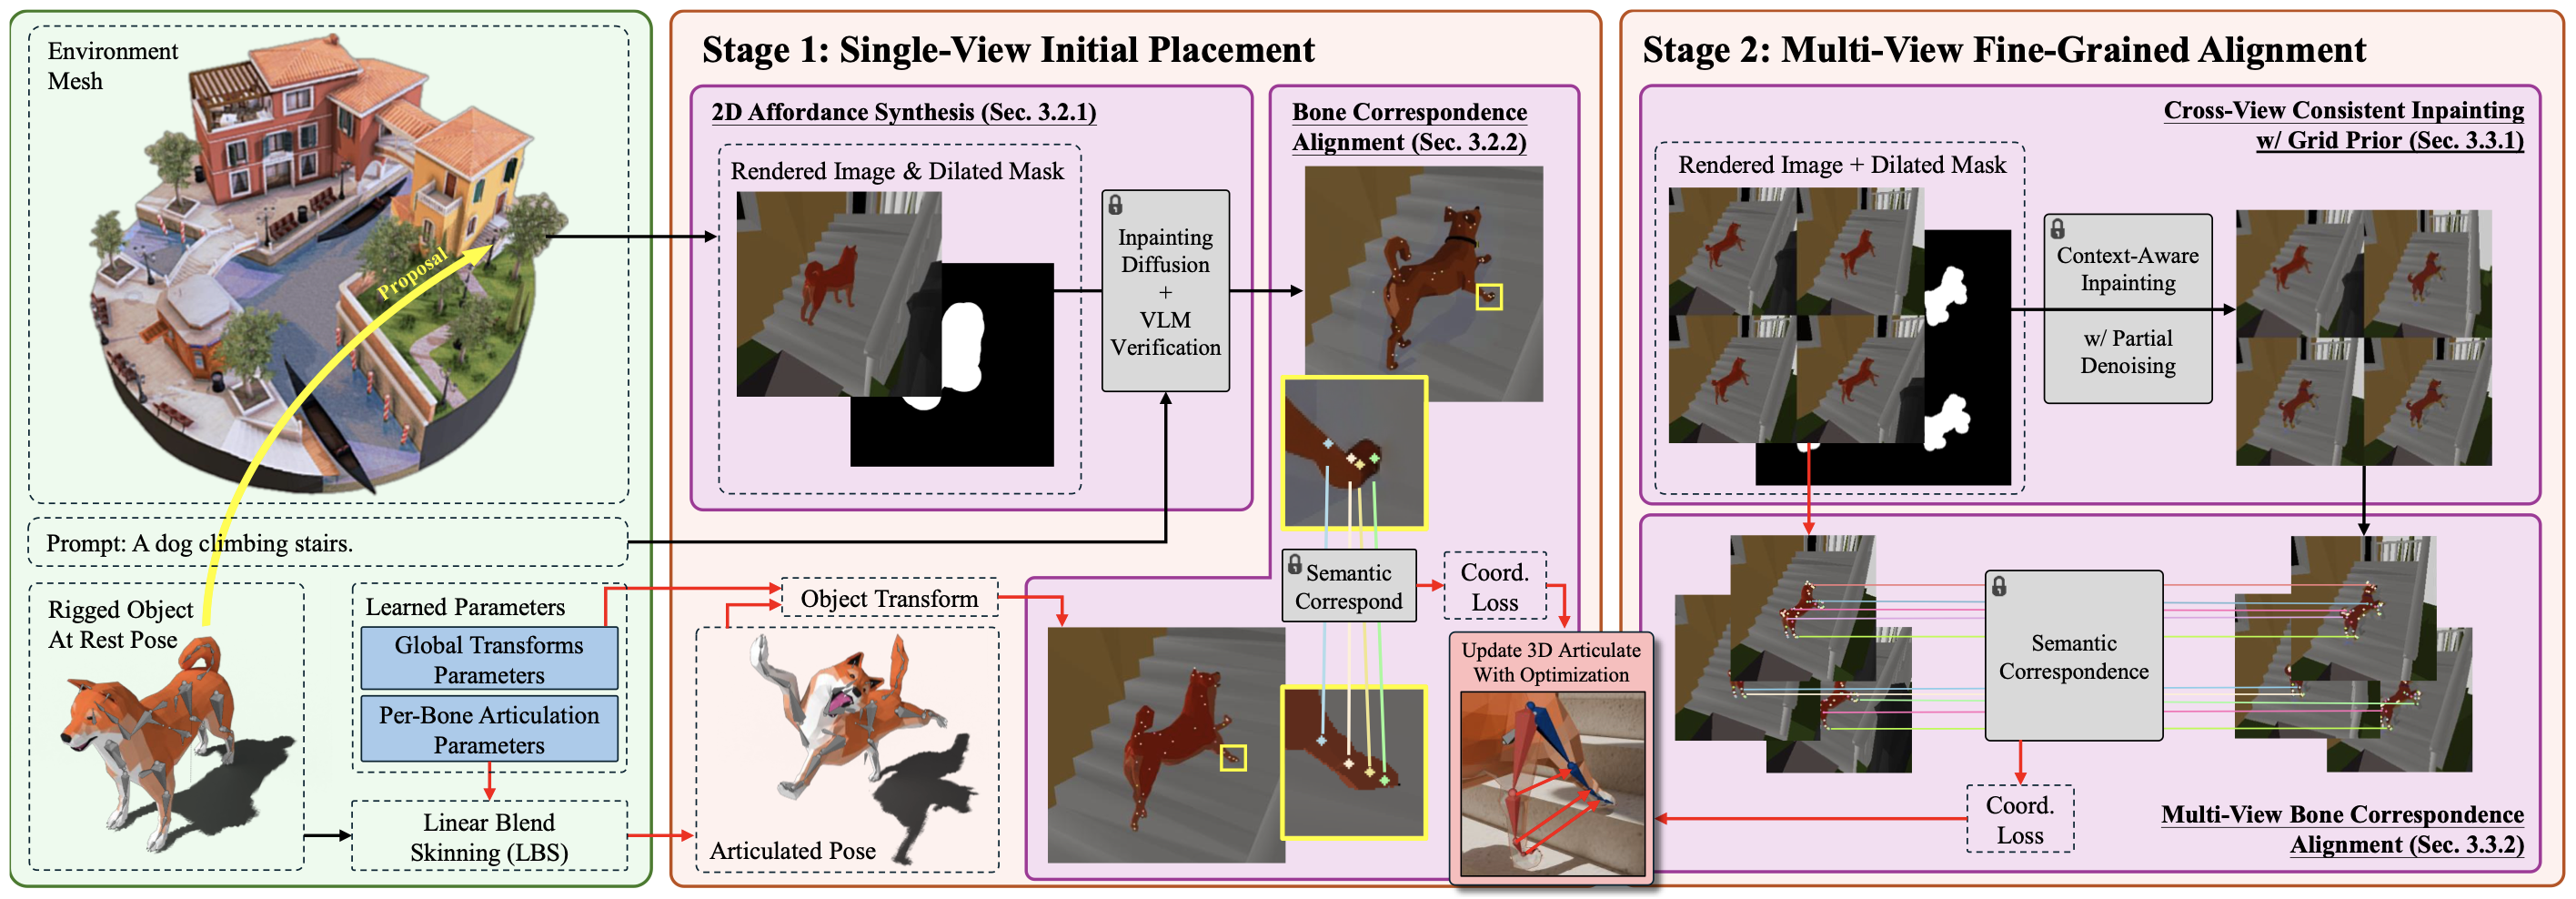 Environment
Mesh
Proposal
Prompt: A dog climbing stairs.
Rigged Object
At Rest Pose
Learned Parameters
Global Transforms
Parameters
Per-Bone Articulation
Parameters
Linear Blend
Skinning (LBS)
Stage 1: Single-View Initial Placement
2D Affordance Synthesis (Sec. 3.2.1)
Rendered Image & Dilated Mask
Inpainting
Diffusion
+
VLM
Verification
Bone Correspondence
Alignment (Sec. 3.2.2)
Object Transform
Articulated Pose
Semantic
Correspond
Coord.
Loss
Update 3D Articulate
With Optimization
Stage 2: Multi-View Fine-Grained Alignment
Cross-View Consistent Inpainting
w/ Grid Prior (Sec. 3.3.1)
Rendered Image + Dilated Mask
Context-Aware
Inpainting
w/ Partial
Denoising
Semantic
Correspondence
Coord.
Loss
Multi-View Bone Correspondence
Alignment (Sec. 3.3.2)